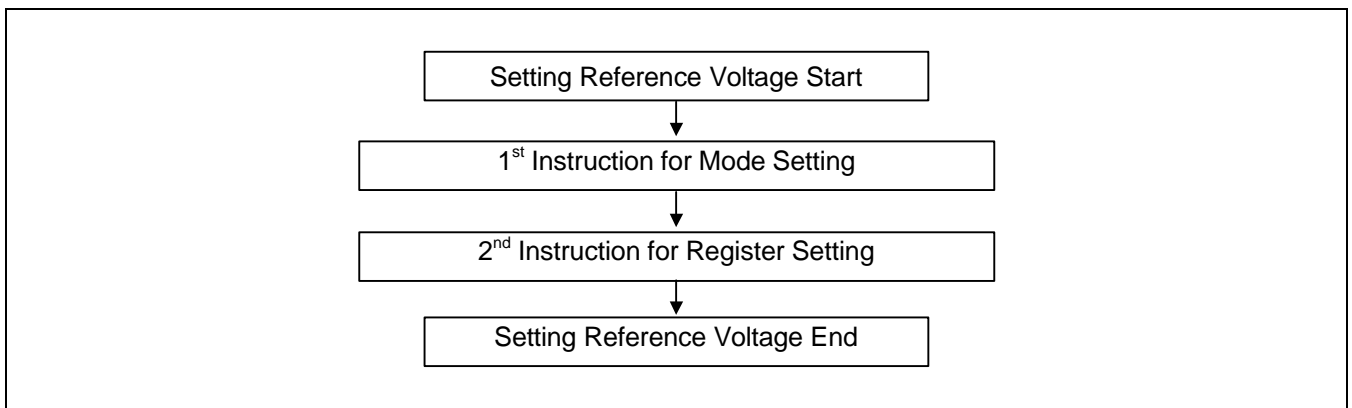 Setting Reference Voltage Start
1st Instruction for Mode Setting
2nd Instruction for Register Setting
Setting Reference Voltage End